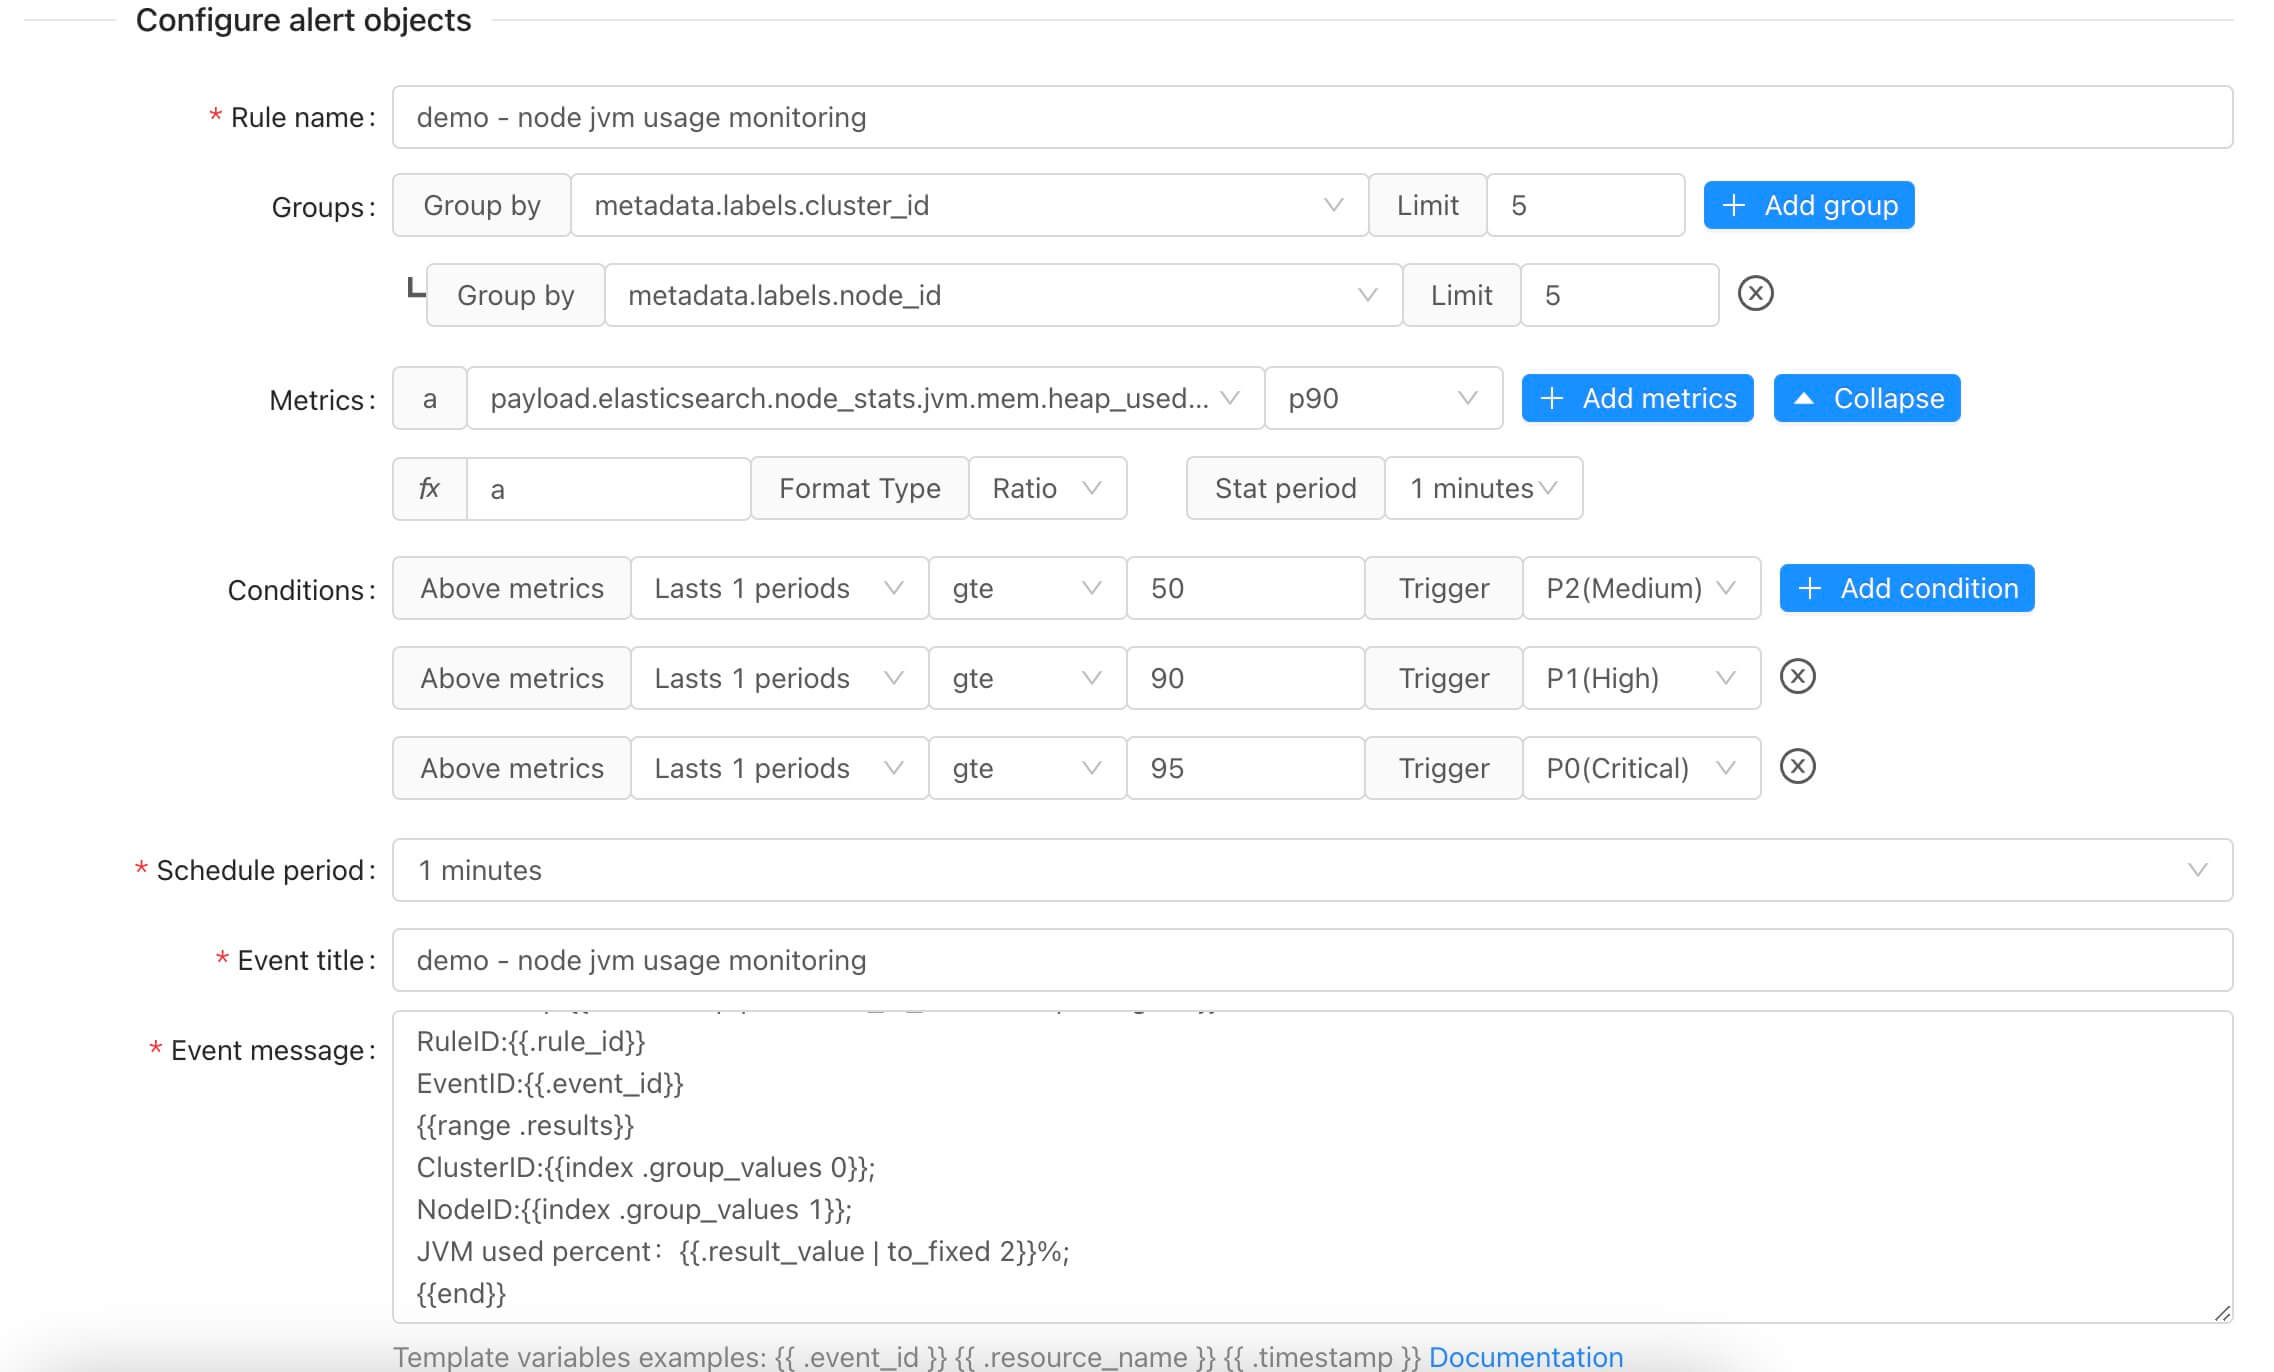 Configure alert objects
* Rule name: demo - node jvm usage monitoring
Groups: Group by metadata.labels.cluster_id Limit 5 + Add group
Group by metadata.labels.node_id Limit 5
Metrics: a payload.elasticsearch.node_stats.jvm.mem.heap_used... p90 + Add metrics Collapse
fx a Format Type Ratio Stat period 1 minutes
Conditions: Above metrics Lasts 1 periods gte 50 Trigger P2(Medium) + Add condition
Above metrics Lasts 1 periods gte 90 Trigger P1(High)
Above metrics Lasts 1 periods gte 95 Trigger P0(Critical)
* Schedule period: 1 minutes
* Event title: demo - node jvm usage monitoring
* Event message:
RuleID:{{.rule_id}}
EventID:{{.event_id}}
{{range .results}}
ClusterID:{{index .group_values 0}};
NodeID:{{index .group_values 1}};
JVM used percent：{{.result_value | to_fixed 2}}%;
{{end}}
Template variables examples: {{ .event_id }} {{ .resource_name }} {{ .timestamp }} Documentation